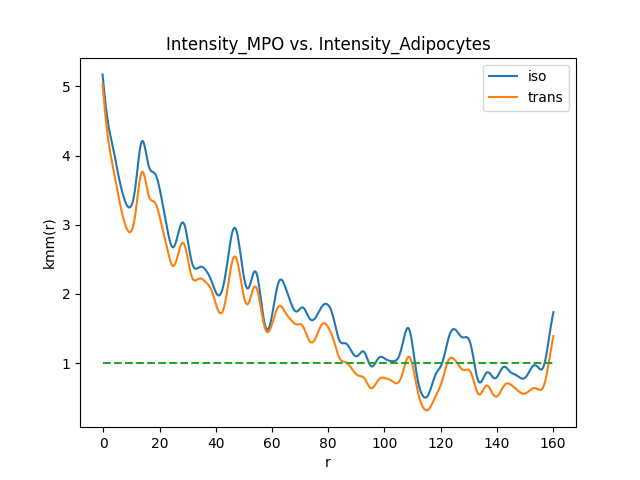 Intensity_MPO vs. Intensity_Adipocytes
iso
trans
kmm(r)
5
4
3
2
1
0 20 40 60 80 100 120 140 160
r